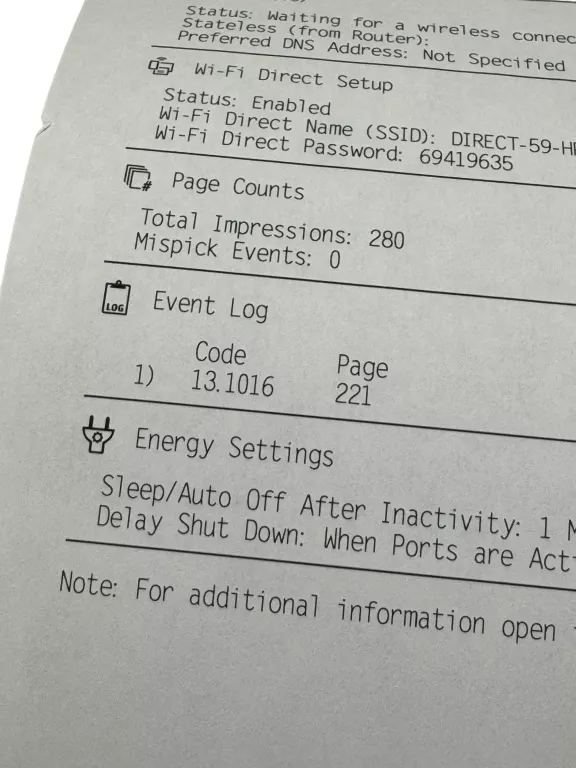 Status: Waiting for a wireless
Stateless (from Router):
Preferred DNS Address: Not Specified
Wi-Fi Direct Setup
Status: Enabled
Wi-Fi Direct Name (SSID): DIRECT-59-
Wi-Fi Direct Password: 69419635
# Page Counts
Total Impressions: 280
Mispick Events: 0
LOG Event Log
Code Page
1) 13.1016 221
Energy Settings
Sleep/Auto Off After Inactivity: 1
Delay Shut Down: When Ports are
Note: For additional information open